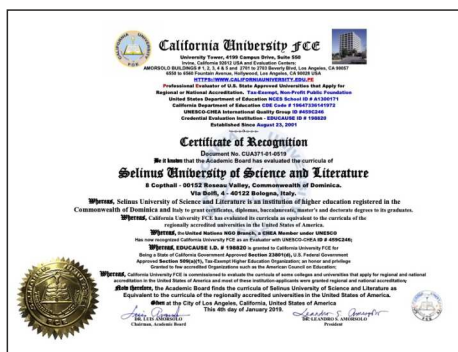 California University FCE
University Tower, 4199 Campus Drive, Suite 550
Irvine, California 92612 USA and Evaluation Centers:
AMORSOLO BUILDINGS # 1, 2, 3, 4 & 5 and 3761 to 3763 Beverly Blvd, Los Angeles, CA 90057
6550 to 6560 Fountain Avenue, Hollywood, Los Angeles, CA 90028 USA
HTTPS://WWW.CALIFORNIAUNIVERSITY.EDU.PE
Professional Evaluator of U.S. State Approved Universities that Apply for
Regional or National Accreditation. Tax-Exempt, Non-Profit Public Foundation
United States Department of Education NCES School ID # A1300171
California Department of Education CDE Code # 19647336141972
UNESCO-CHEA International Quality Group ID #459C246
Credential Evaluation Institution - EDUCAUSE ID # 198820
Established Since August 23, 2001
Certificate of Recognition
Document No. CUA371-01-0519
Be it known that the Academic Board has evaluated the curricula of
Selinus University of Science and Literature
8 Copthall - 00152 Roseau Valley, Commonwealth of Dominica.
Via Dolfi, 4 - 40122 Bologna, Italy.
Whereas, Selinus University of Science and Literature is an institution of higher education registered in the
Commonwealth of Dominica and Italy to grant certificates, diplomas, baccalaureate, master's and doctorate degrees to its graduates.
Whereas, California University FCE has evaluated its curricula as equivalent to the curricula of the
regionally accredited universities in the United States of America.
Whereas, the United Nations NGO Branch, a CHEA Member under UNESCO
Has now recognized California University FCE as an Evaluator with UNESCO-CHEA ID # 459C246;
Whereas, EDUCAUSE I.D. # 198820 is granted to California University FCE for
Being a State of California Government Approved Section 23801(d), U.S. Federal Government
Approved Section 509(a)(1), Tax-Exempt Higher Education Organization; an honor and privilege
Granted to few Accredited Organizations such as the American Council on Education;
Whereas, California University FCE is commissioned to evaluate the curricula of some colleges and universities that apply for regional and national
accreditation in the United States of America and most of these institution-applicants were granted regional and national accreditation;
Now therefore, the Academic Board finds the curricula of Selinus University of Science and Literature as
Equivalent to the curricula of the regionally accredited universities in the United States of America.
Given at the City of Los Angeles, California, United States of America
This 4th day of January 2019.
DR. LUIS AMORSOLO
Chairman, Academic Board
DR. LEANDRO S. AMORSOLO
President